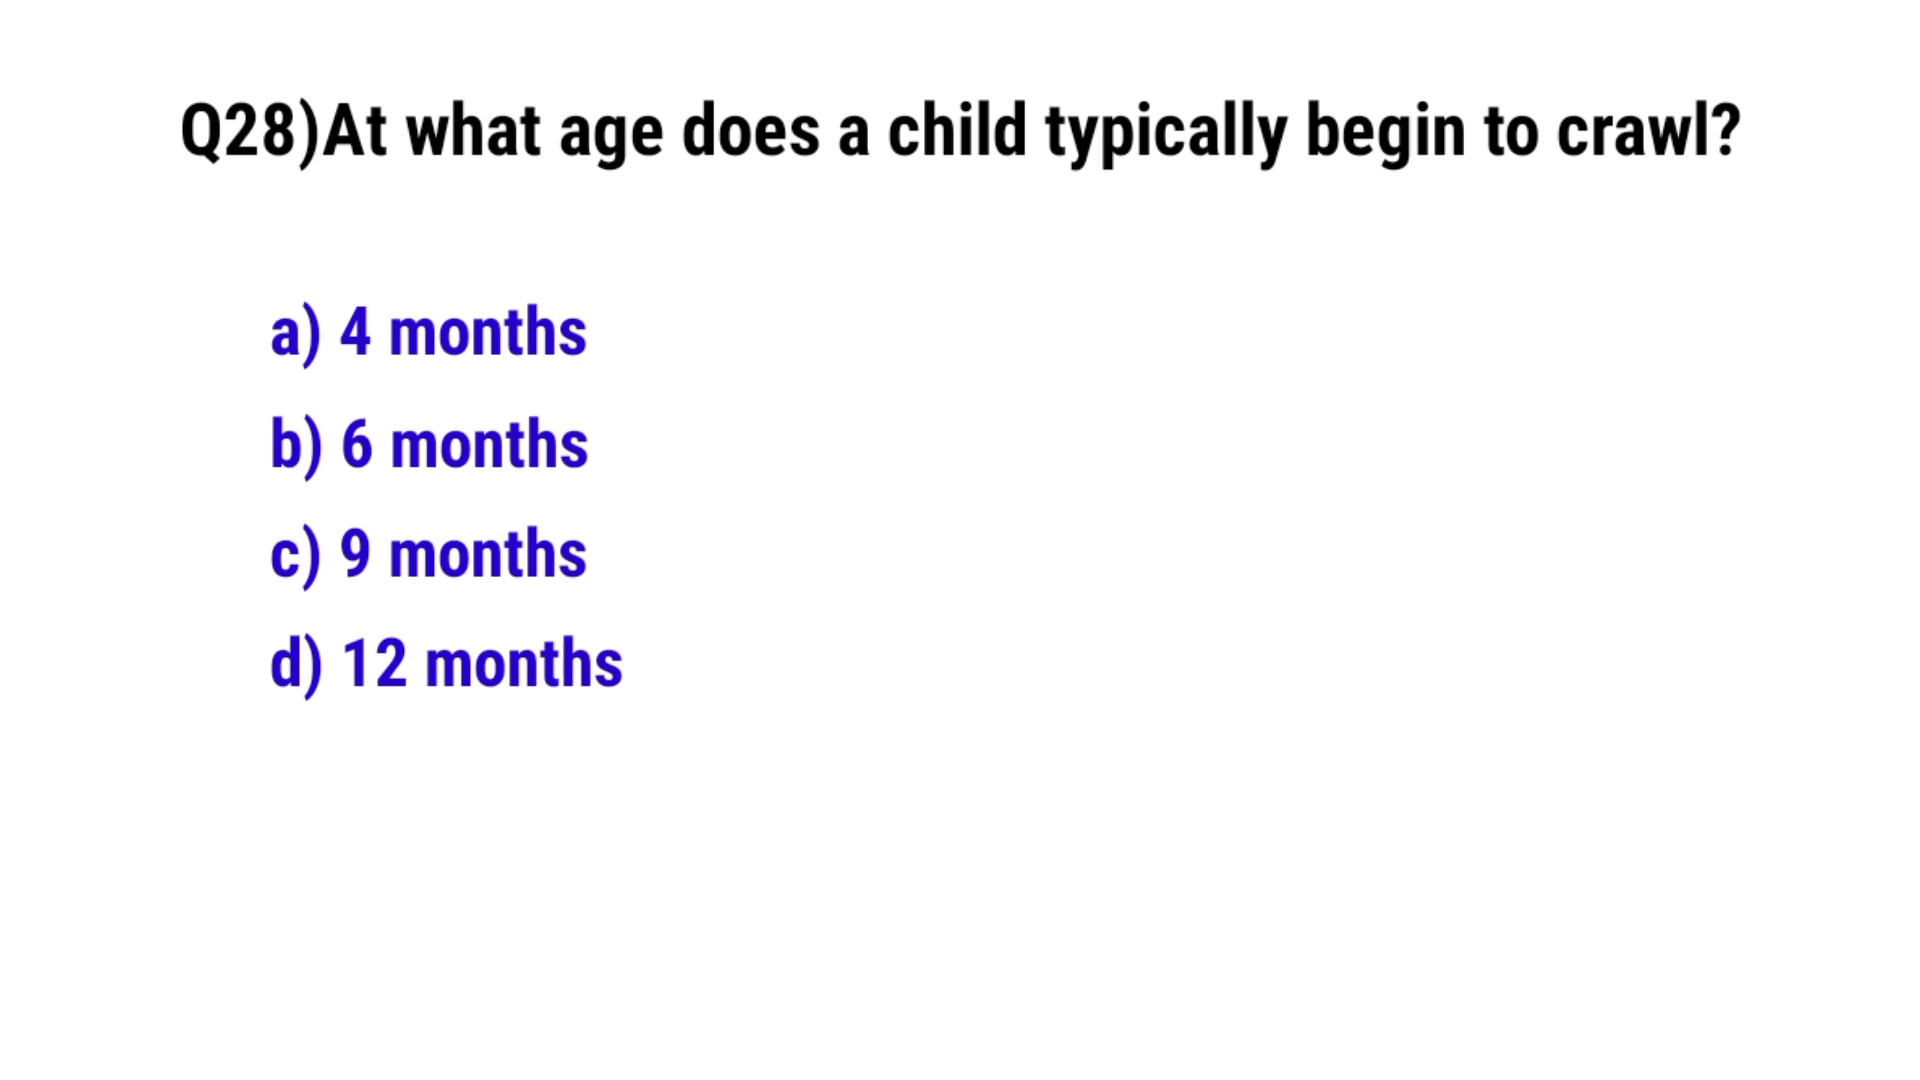 Q28)At what age does a child typically begin to crawl?
a) 4 months
b) 6 months
c) 9 months
d) 12 months